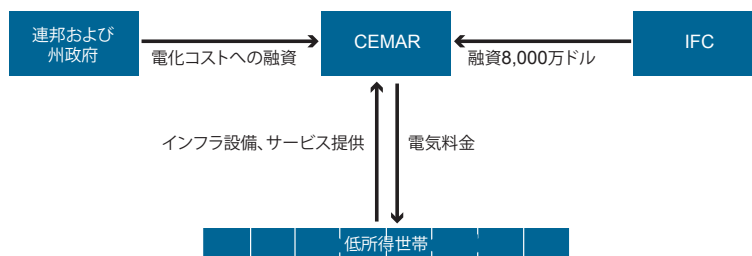 連邦および
州政府
電化コストへの融資
CEMAR
融資8,000万ドル
IFC
インフラ設備、サービス提供
電気料金
低所得世帯